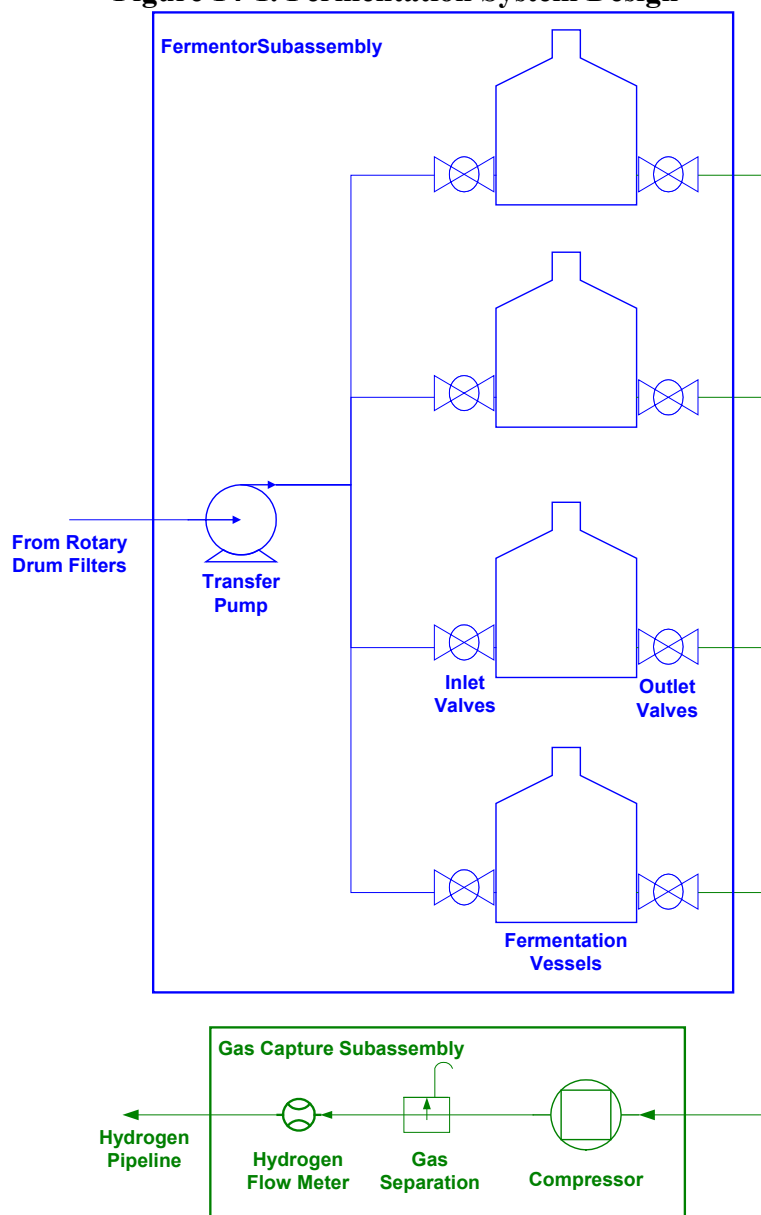 FermentorSubassembly
From Rotary
Drum Filters
Transfer
Pump
Inlet
Valves
Outlet
Valves
Fermentation
Vessels
Gas Capture Subassembly
Hydrogen
Pipeline
Hydrogen
Flow Meter
Gas
Separation
Compressor